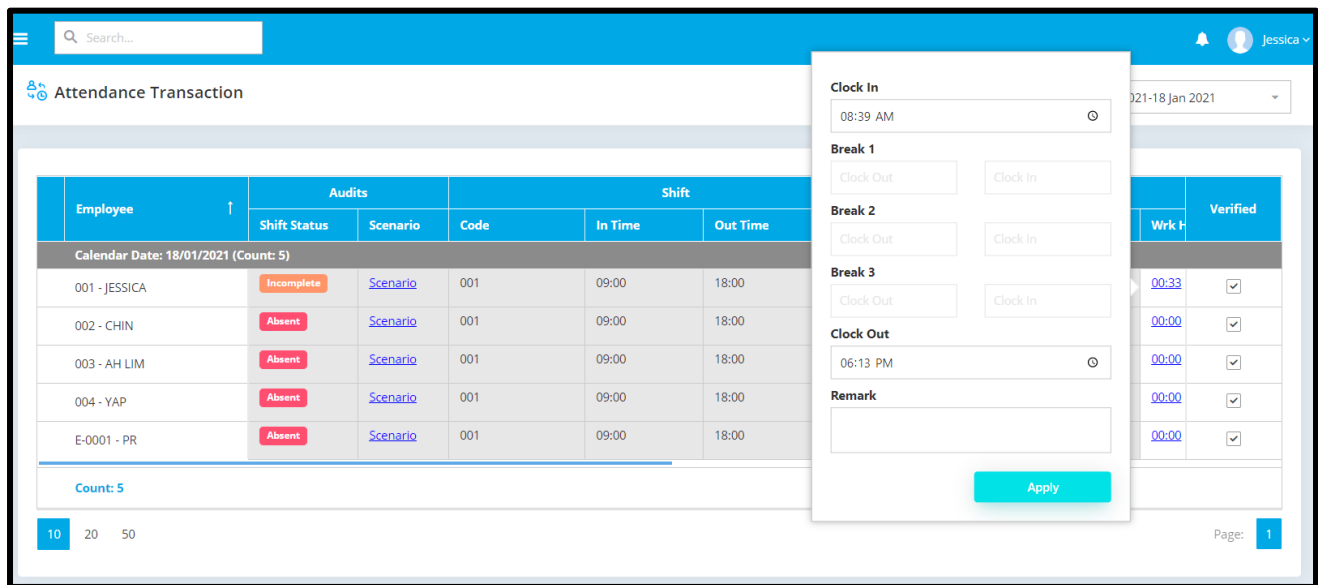 Search...
Jessica
Attendance Transaction
021-18 Jan 2021
Employee ↑
Audits
Shift
Verified
Shift Status Scenario Code In Time Out Time Wrk H
Calendar Date: 18/01/2021 (Count: 5)
001 - JESSICA Incomplete Scenario 001 09:00 18:00 00:33
002 - CHIN Absent Scenario 001 09:00 18:00 00:00
003 - AH LIM Absent Scenario 001 09:00 18:00 00:00
004 - YAP Absent Scenario 001 09:00 18:00 00:00
E-0001 - PR Absent Scenario 001 09:00 18:00 00:00
Count: 5
10 20 50
Page: 1
Clock In
08:39 AM
Break 1
Clock Out Clock In
Break 2
Clock Out Clock In
Break 3
Clock Out Clock In
Clock Out
06:13 PM
Remark
Apply